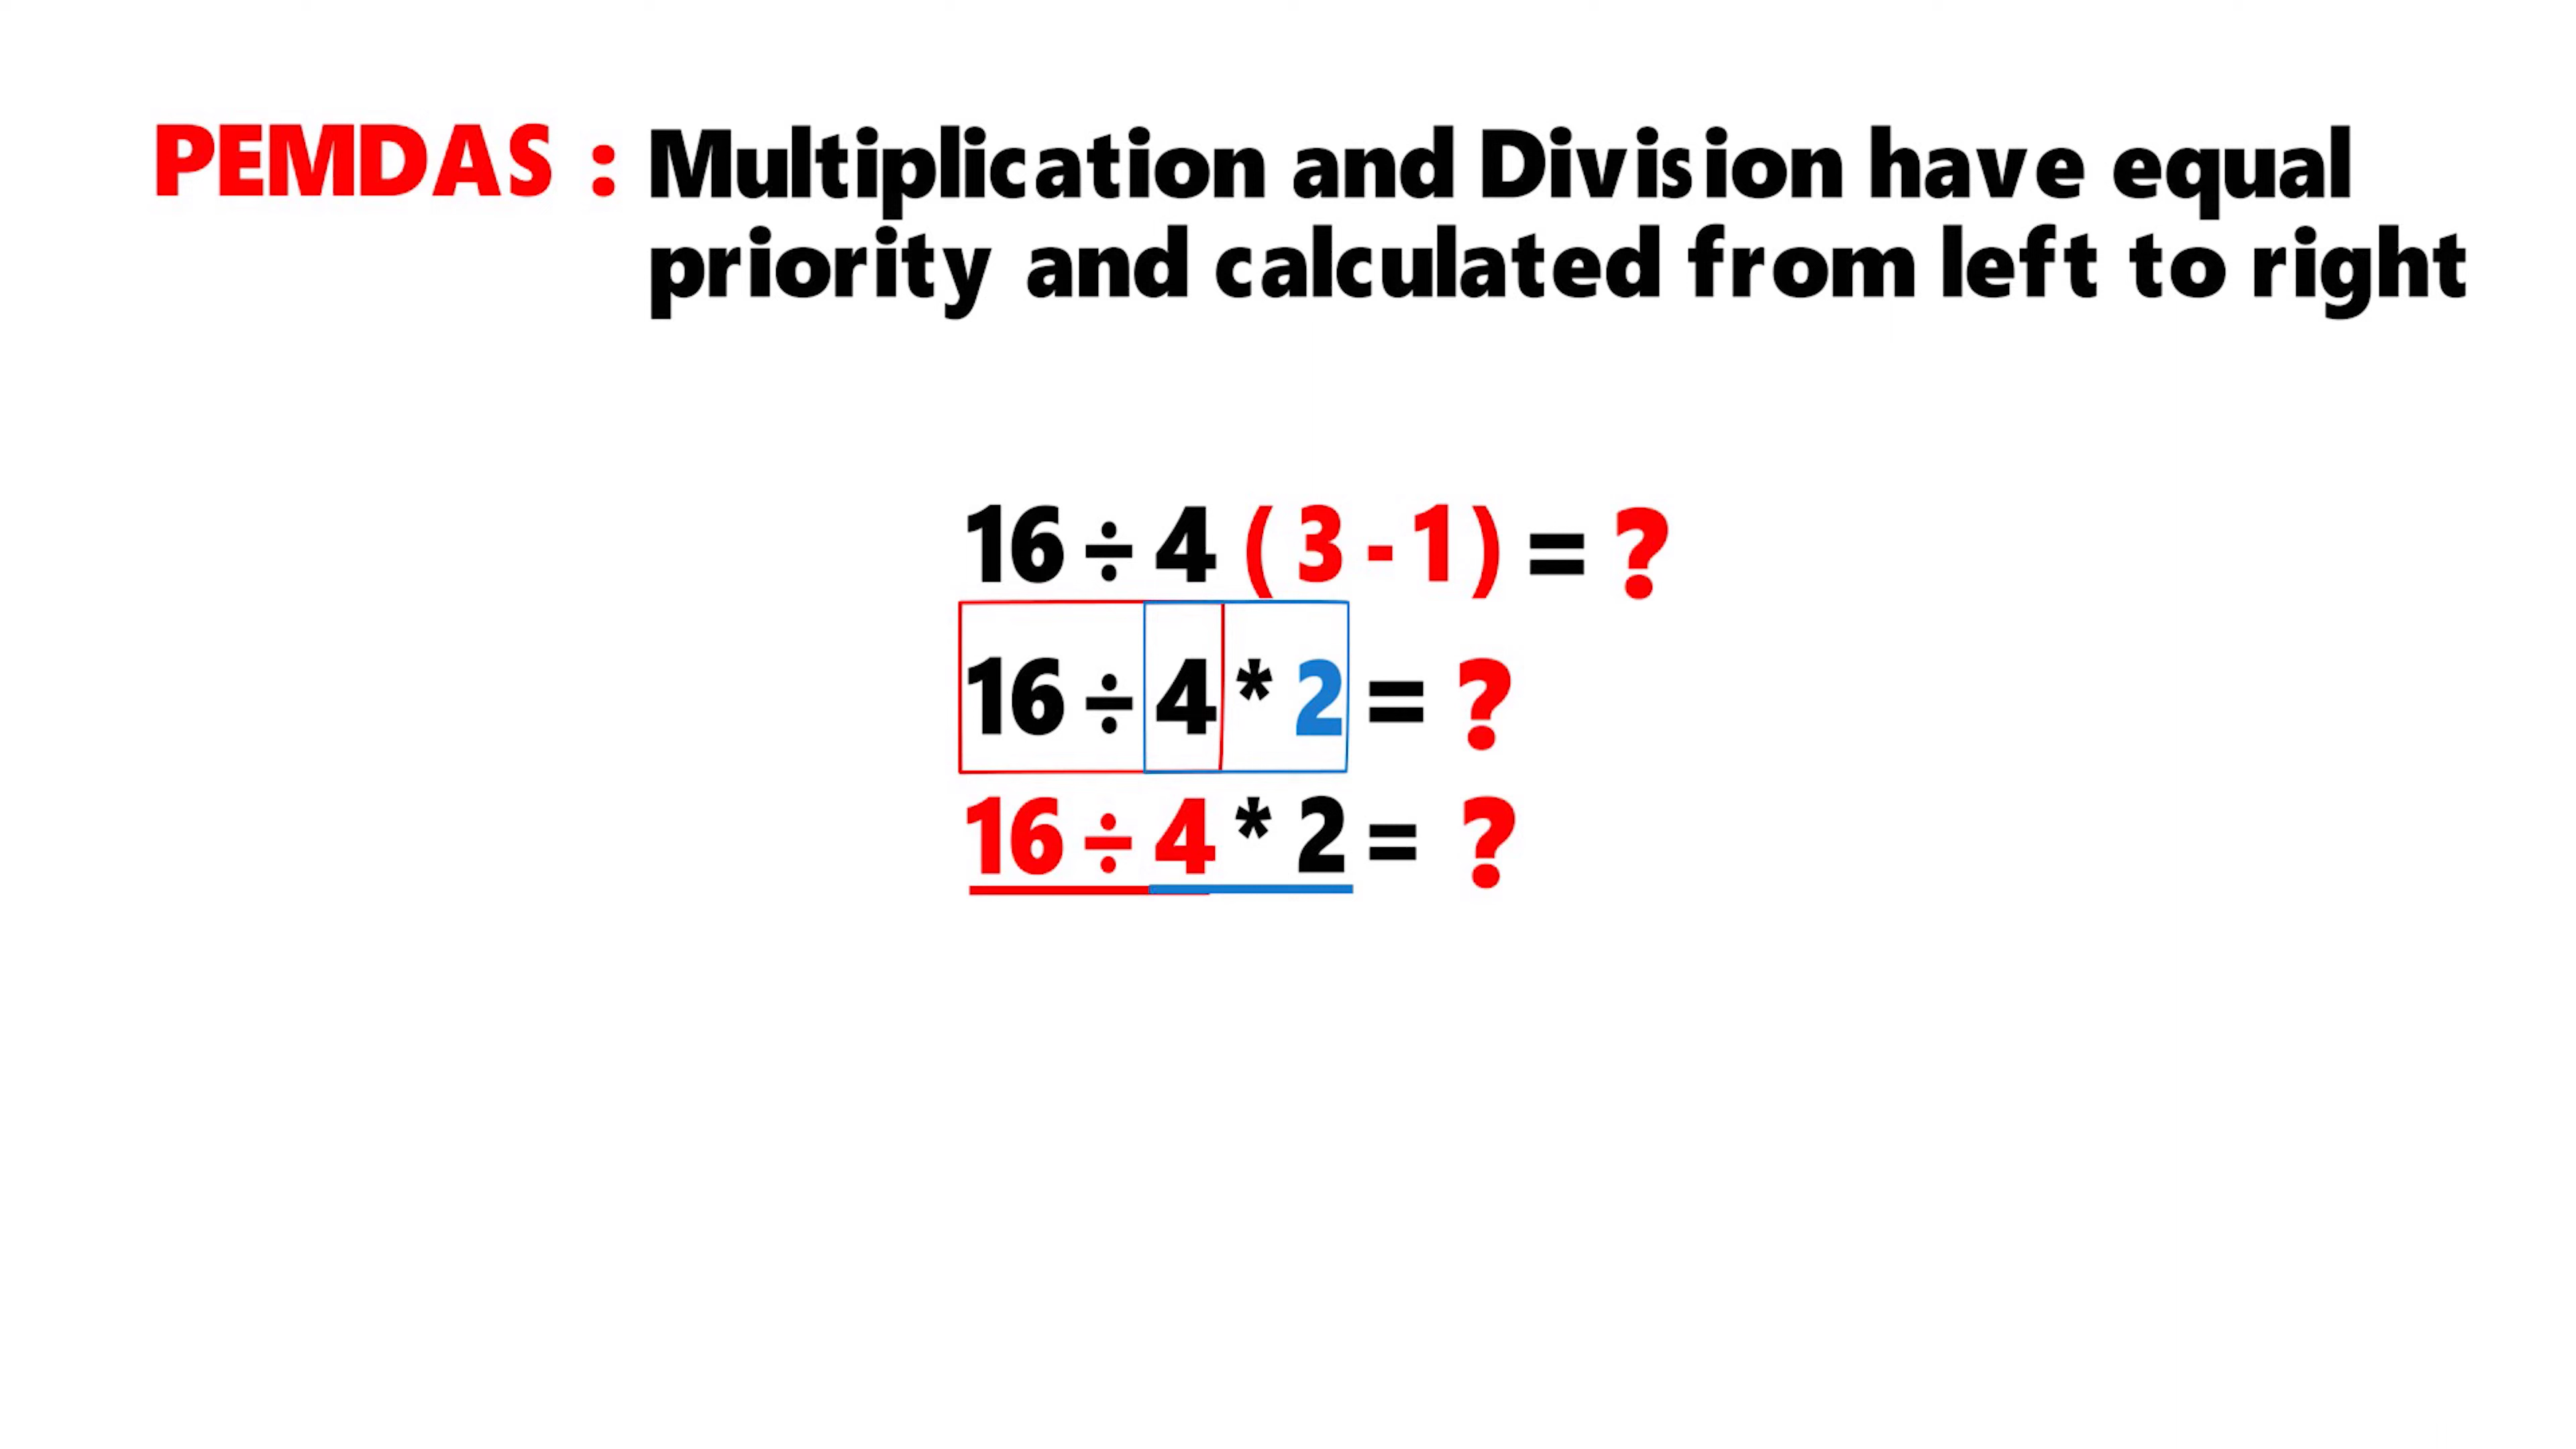 PEMDAS : Multiplication and Division have equal
priority and calculated from left to right
16 ÷ 4 ( 3 - 1 ) = ?
16 ÷ 4 * 2 = ?
16 ÷ 4 * 2 = ?